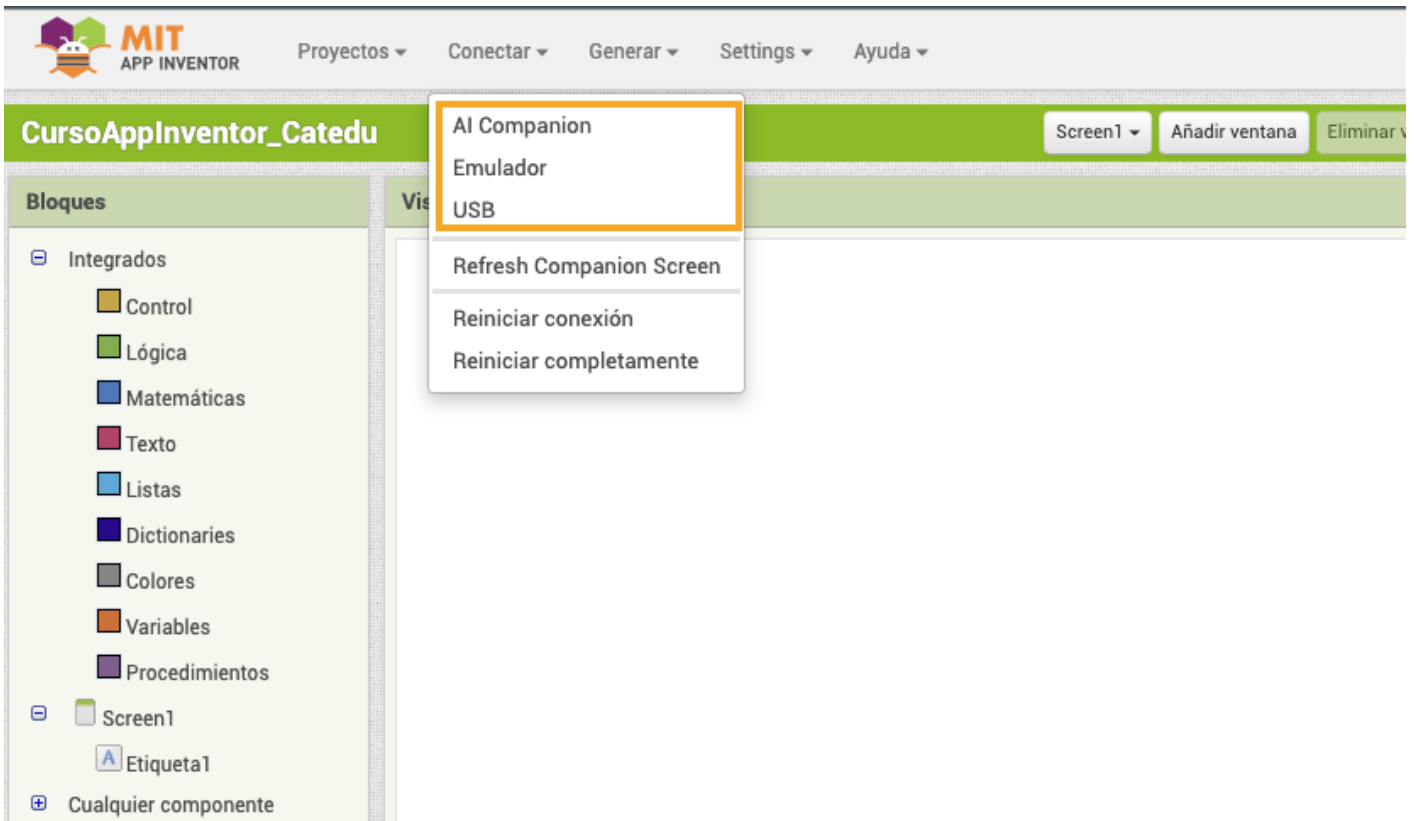 MIT
APP INVENTOR
Proyectos
Conectar
Generar
Settings
Ayuda
CursoAppInventor_Catedu
Screen1
Añadir ventana
Eliminar v
Bloques
Vis
AI Companion
Emulador
USB
Refresh Companion Screen
Reiniciar conexión
Reiniciar completamente
Integrados
Control
Lógica
Matemáticas
Texto
Listas
Dictionaries
Colores
Variables
Procedimientos
Screen1
A Etiqueta1
Cualquier componente